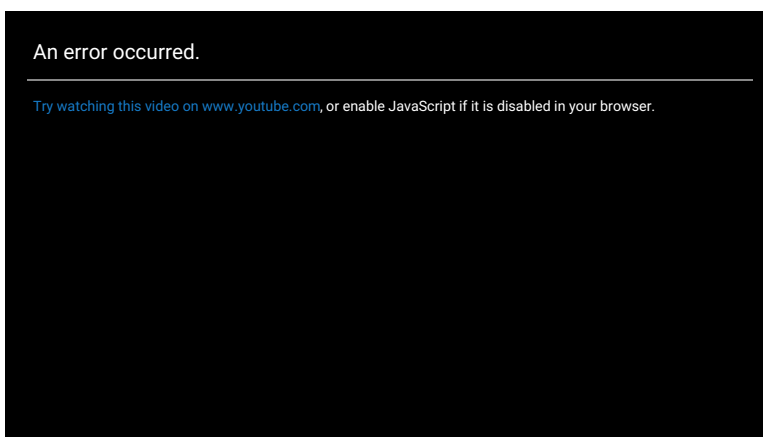 An error occurred.
Try watching this video on www.youtube.com, or enable JavaScript if it is disabled in your browser.